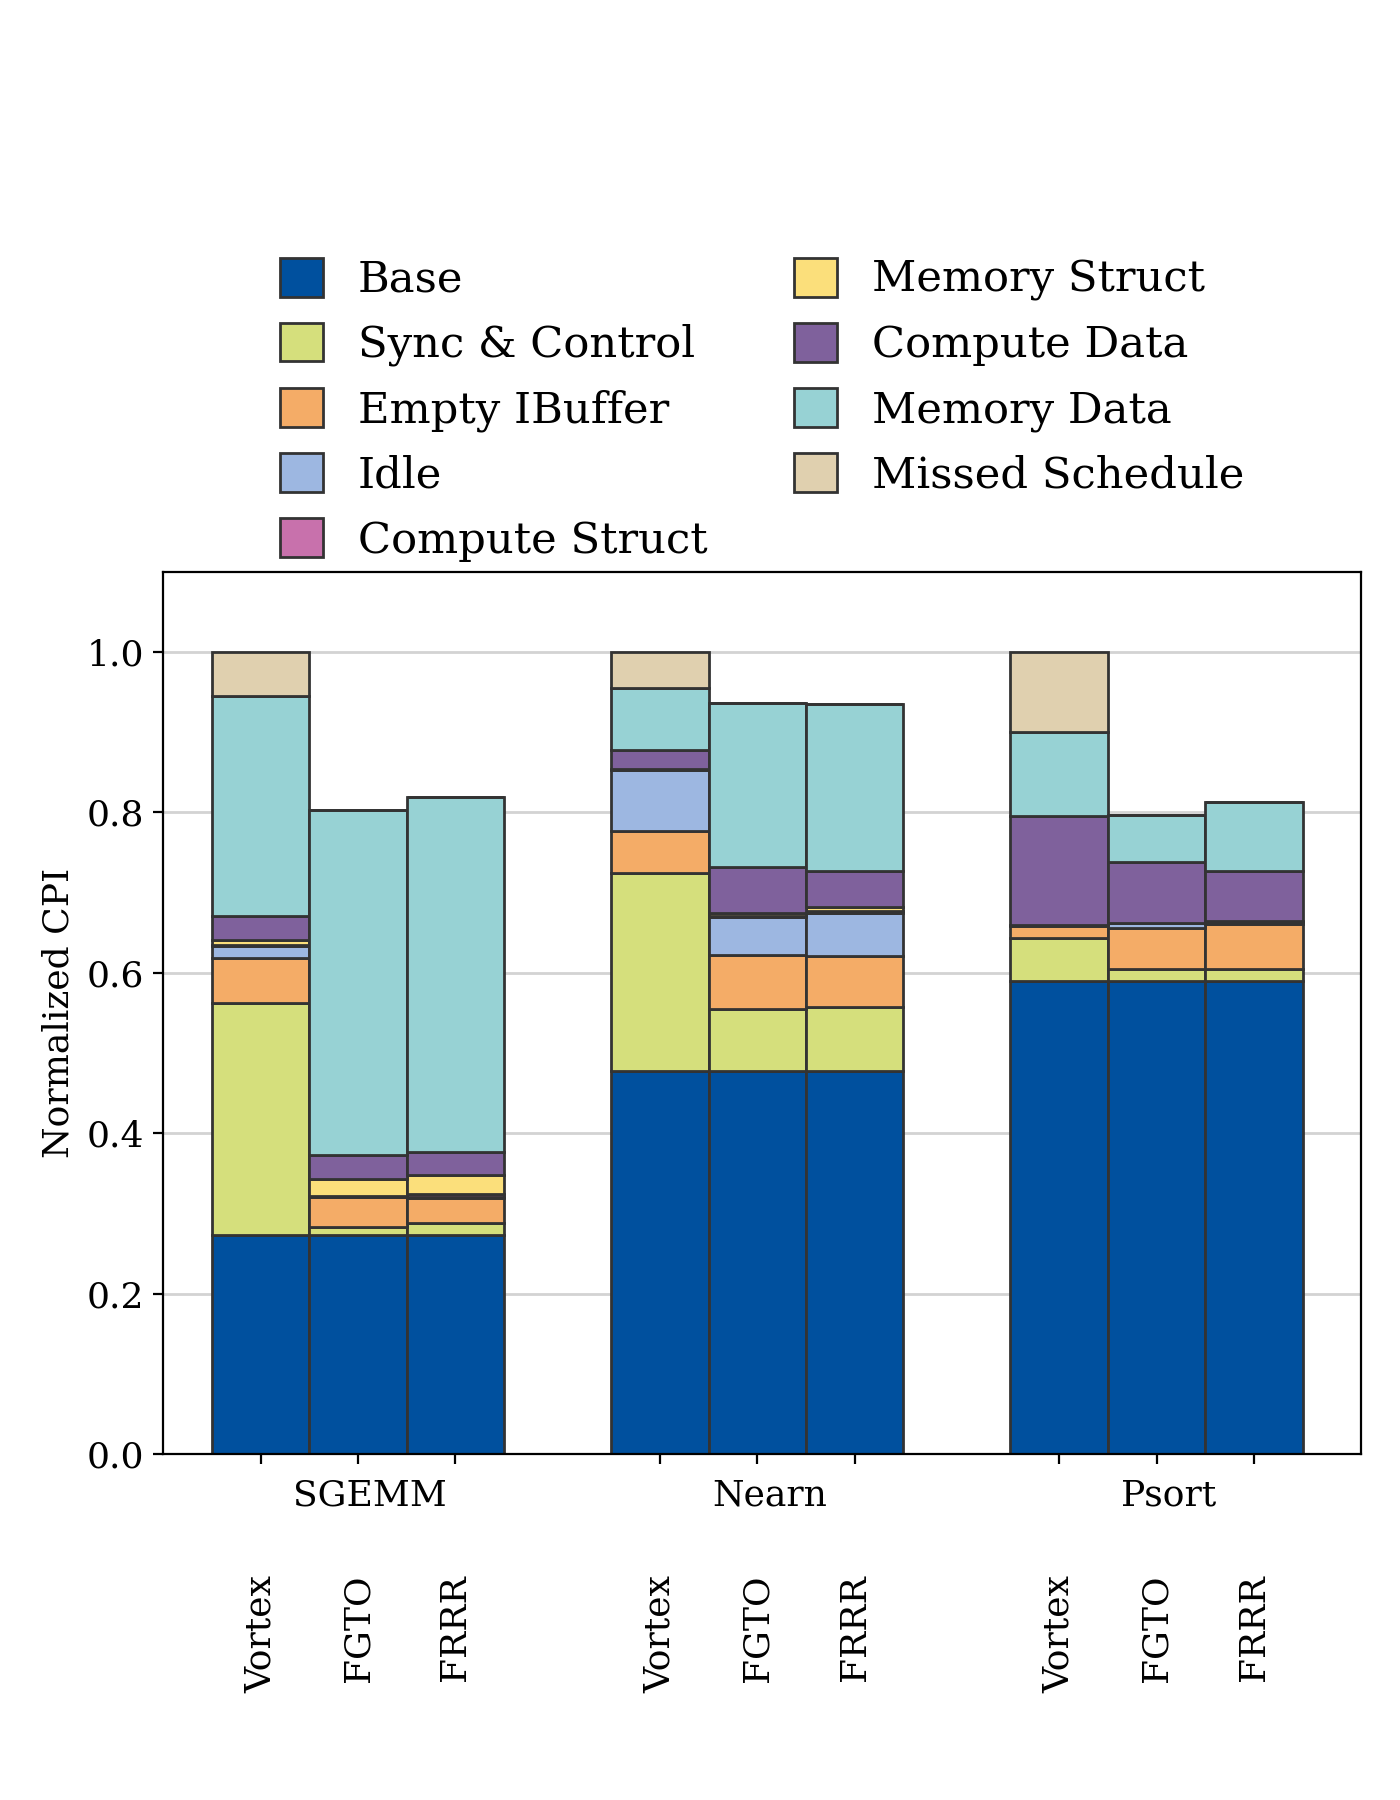 Base
Sync & Control
Empty IBuffer
Idle
Compute Struct
Memory Struct
Compute Data
Memory Data
Missed Schedule
Normalized CPI
1.0
0.8
0.6
0.4
0.2
0.0
SGEMM
Nearn
Psort
Vortex
FGTO
FRRR
Vortex
FGTO
FRRR
Vortex
FGTO
FRRR